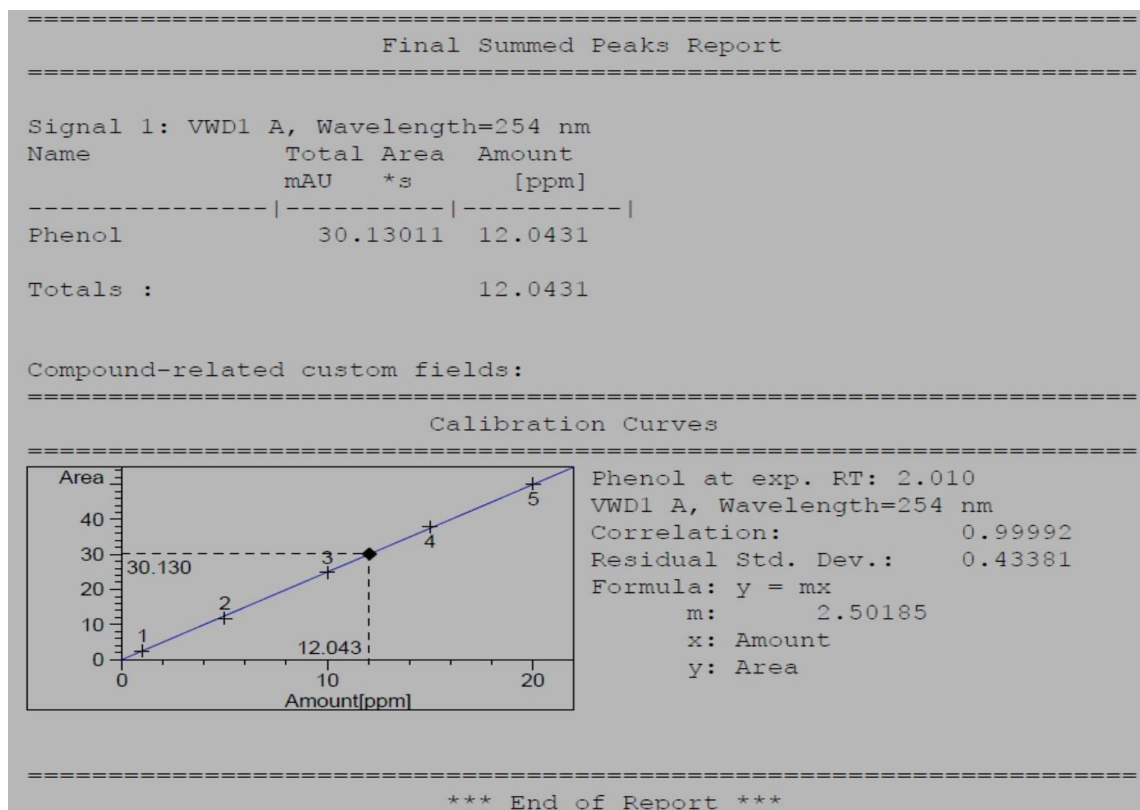 ======================================================================
Final Summed Peaks Report
======================================================================
Signal 1: VWD1 A, Wavelength=254 nm
Name Total Area Amount
mAU *s [ppm]
---------------|----------|----------|
Phenol 30.13011 12.0431
Totals : 12.0431
Compound-related custom fields:
======================================================================
Calibration Curves
======================================================================
Area
40
30
20
10
0
30.130
12.043
1
2
3
4
5
0 10 20
Amount[ppm]
Phenol at exp. RT: 2.010
VWD1 A, Wavelength=254 nm
Correlation: 0.99992
Residual Std. Dev.: 0.43381
Formula: y = mx
m: 2.50185
x: Amount
y: Area
======================================================================
*** End of Report ***